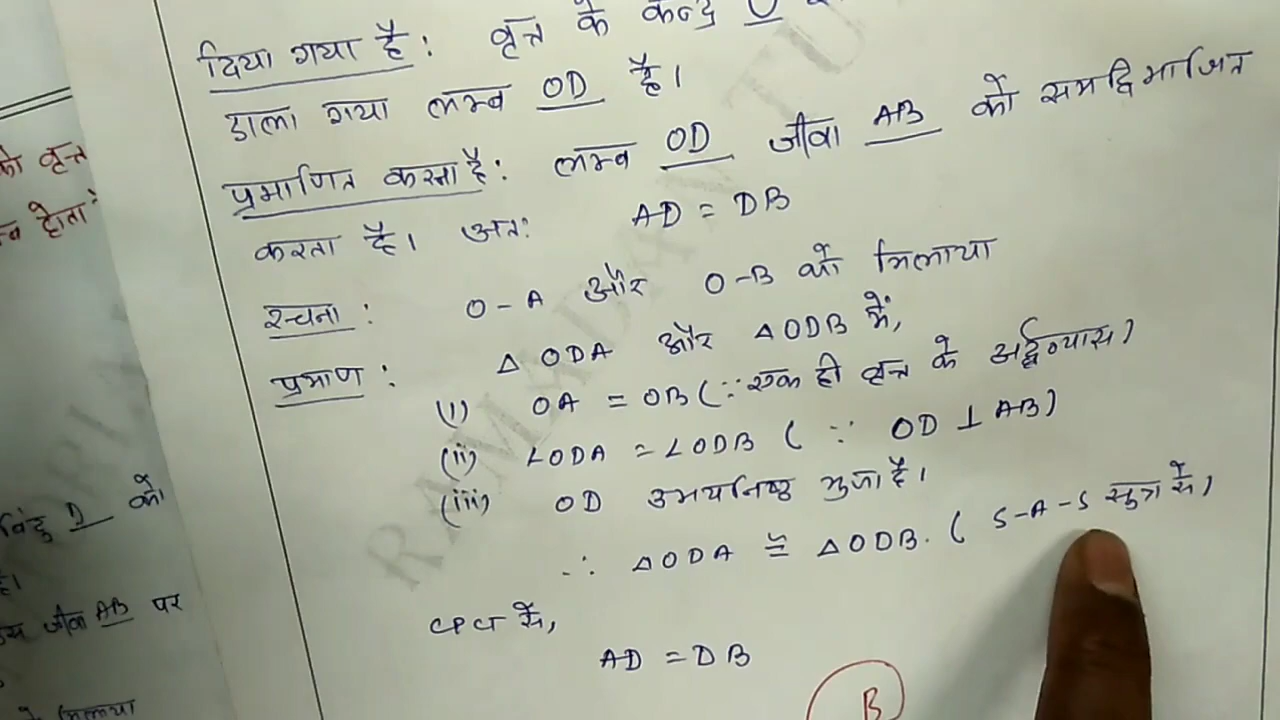 दिया गया है : वृत्त के केन्द्र O
डाला गया लम्ब OD है।
प्रमाणित करना है : लम्ब OD जीवा AB को समद्विभाजित
करता है। अतः AD = DB
रचना : O-A और O-B को मिलाया
प्रमाण : △ ODA और △ ODB में,
(i) OA = OB (∵ एक ही वृत्त के अर्द्धव्यास)
(ii) ∠ODA = ∠ODB ( ∵ OD ⊥ AB)
(iii) OD उभयनिष्ठ भुजा है।
∴ △ODA ≅ △ODB. ( S-A-S सूत्र से)
CPCT से,
AD = DB
B
को वृत्त
होता
बिंदु D को
है।
जीवा AB पर